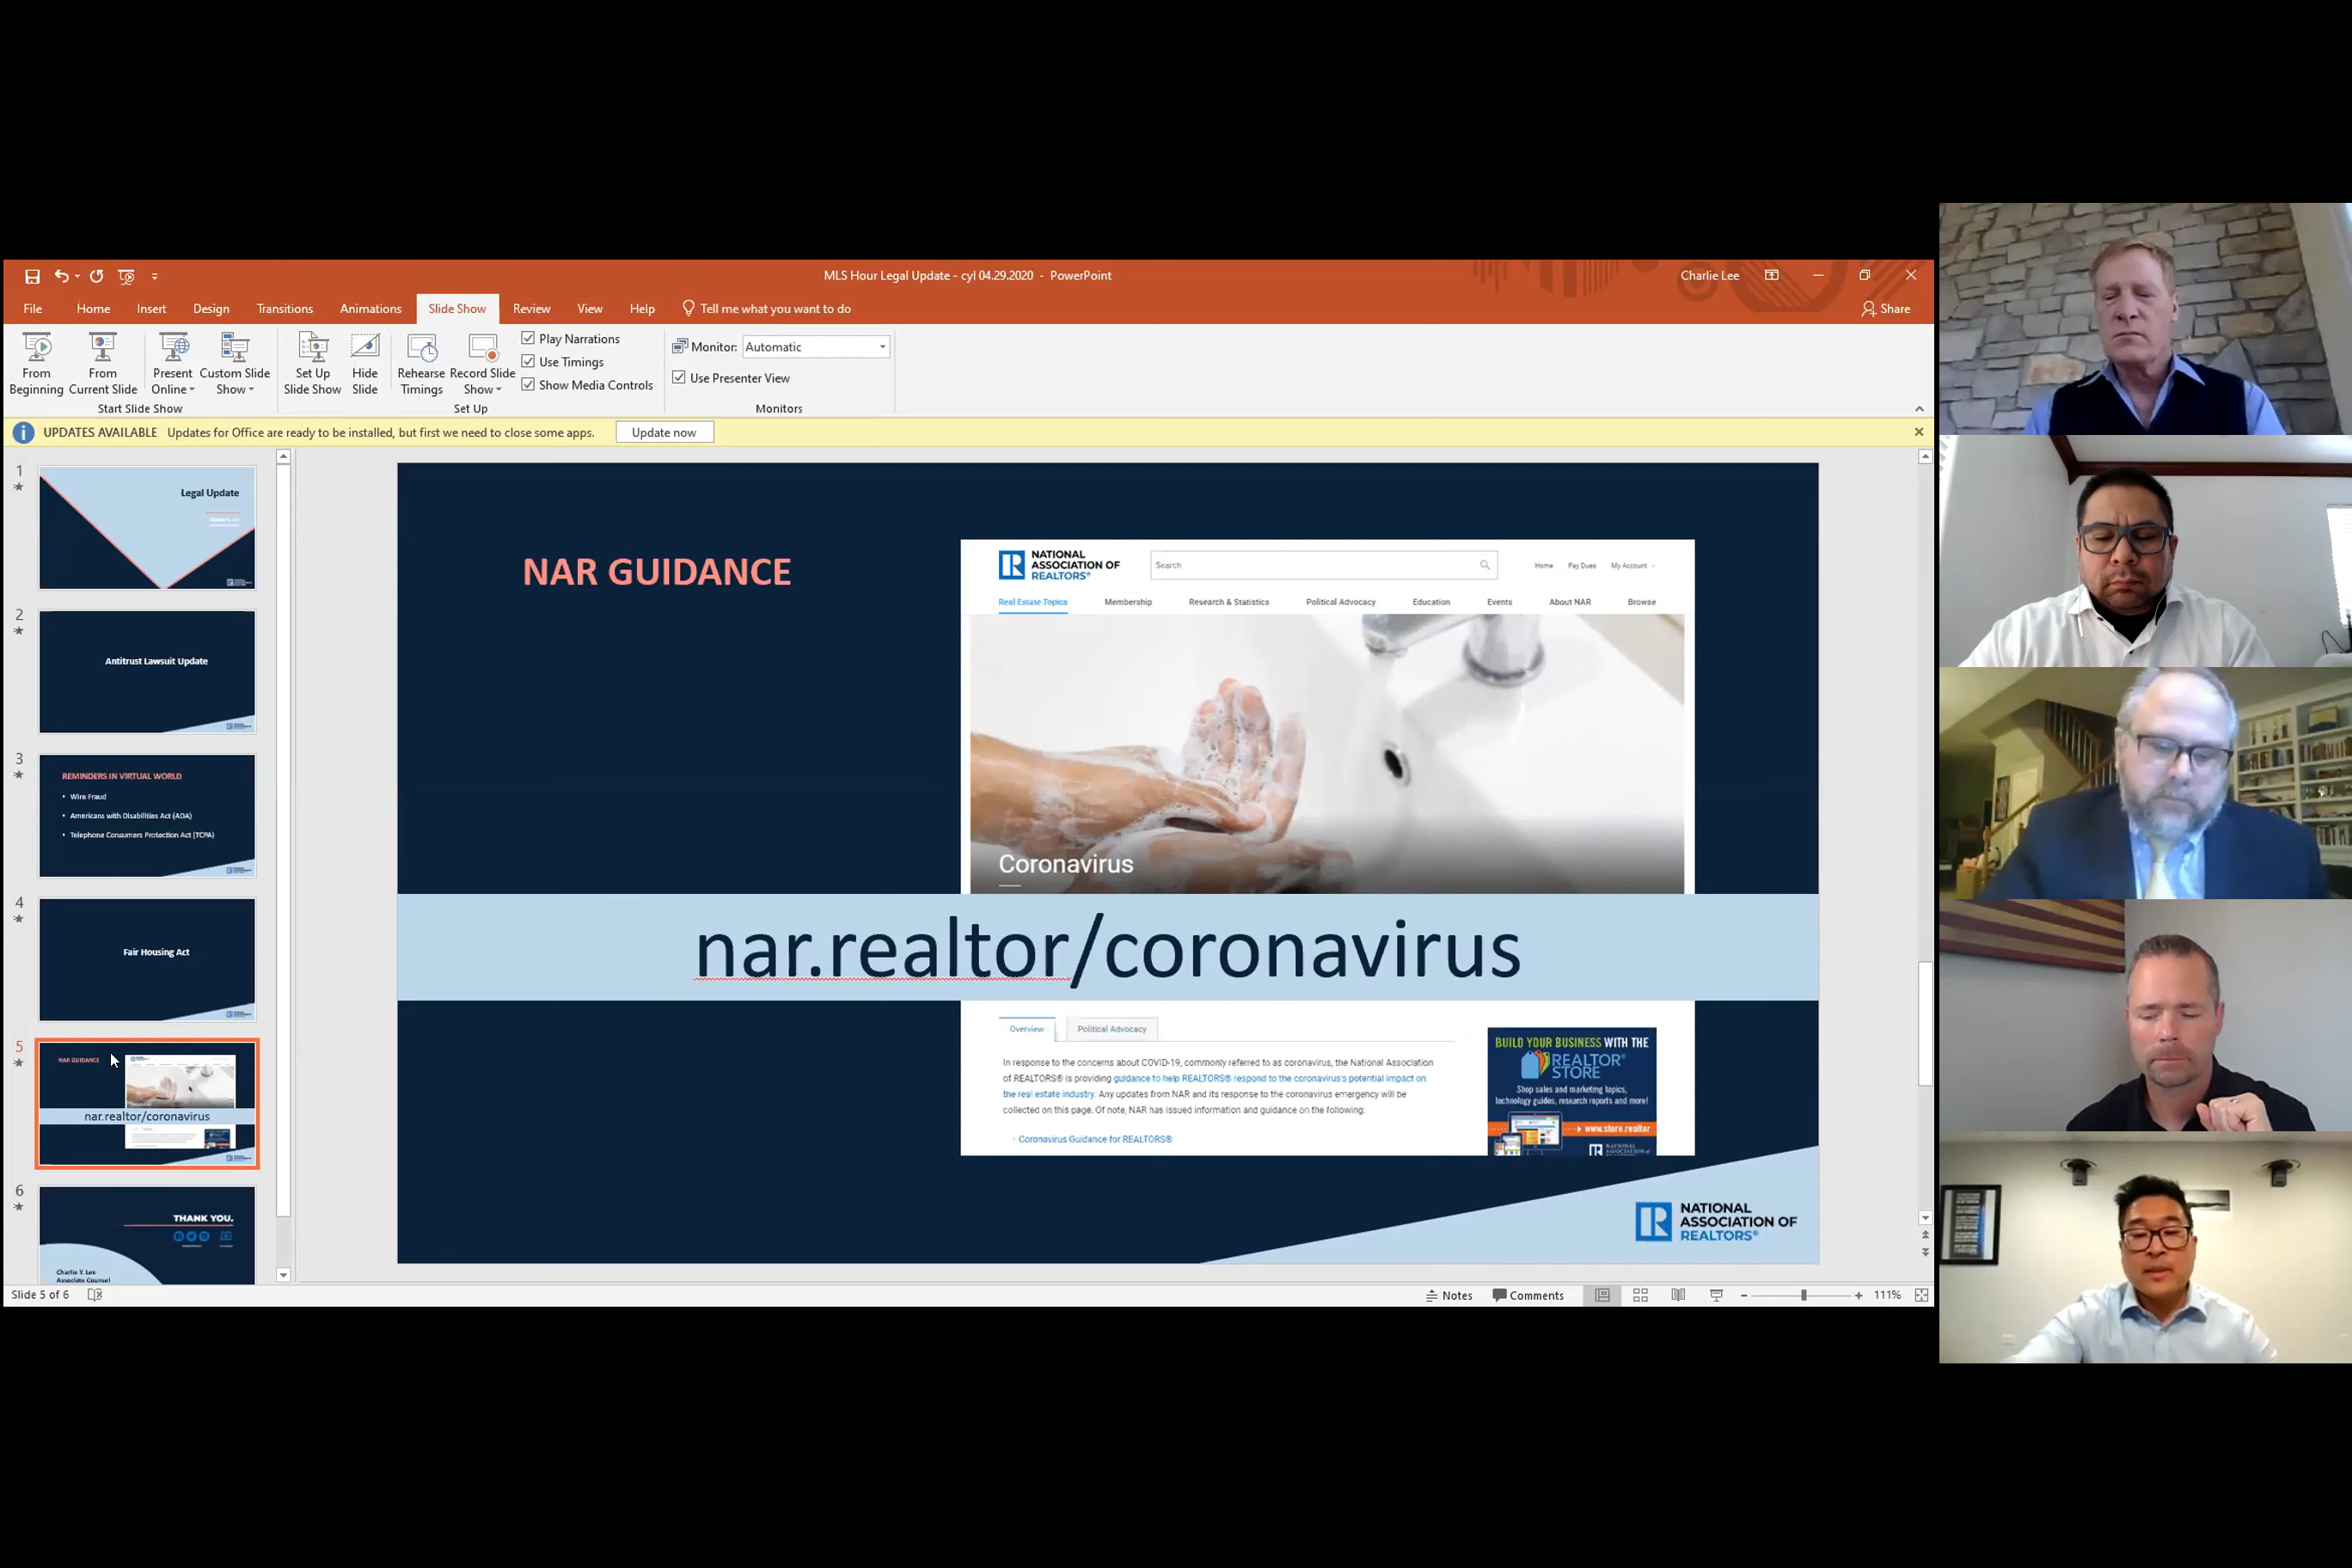 MLS Hour Legal Update - cyl 04.29.2020 - PowerPoint
Charlie Lee
File Home Insert Design Transitions Animations Slide Show Review View Help Tell me what you want to do
Share
From Beginning
From Current Slide
Present Online
Custom Slide Show
Start Slide Show
Set Up Slide Show
Hide Slide
Rehearse Timings
Record Slide Show
Play Narrations
Use Timings
Show Media Controls
Set Up
Monitor: Automatic
Use Presenter View
Monitors
UPDATES AVAILABLE Updates for Office are ready to be installed, but first we need to close some apps. Update now
1
Legal Update
2
Antitrust Lawsuit Update
3
REMINDERS IN VIRTUAL WORLD
• Wire Fraud
• Americans with Disabilities Act (ADA)
• Telephone Consumers Protection Act (TCPA)
4
Fair Housing Act
5
NAR GUIDANCE
nar.realtor/coronavirus
6
THANK YOU.
Charlie Y. Lee
Associate Counsel
NAR GUIDANCE
NATIONAL
ASSOCIATION OF
REALTORS®
Search
Home Pay Dues My Account
Real Estate Topics Membership Research & Statistics Political Advocacy Education Events About NAR Browse
Coronavirus
nar.realtor/coronavirus
Overview Political Advocacy
In response to the concerns about COVID-19, commonly referred to as coronavirus, the National Association
of REALTORS® is providing guidance to help REALTORS® respond to the coronavirus's potential impact on
the real estate industry. Any updates from NAR and its response to the coronavirus emergency will be
collected on this page. Of note, NAR has issued information and guidance on the following:
· Coronavirus Guidance for REALTORS®
BUILD YOUR BUSINESS WITH THE
REALTOR®
STORE
Shop sales and marketing topics,
technology guides, research reports and more!
www.store.realtor
NATIONAL
ASSOCIATION OF
REALTORS®
Slide 5 of 6
Notes Comments 111%